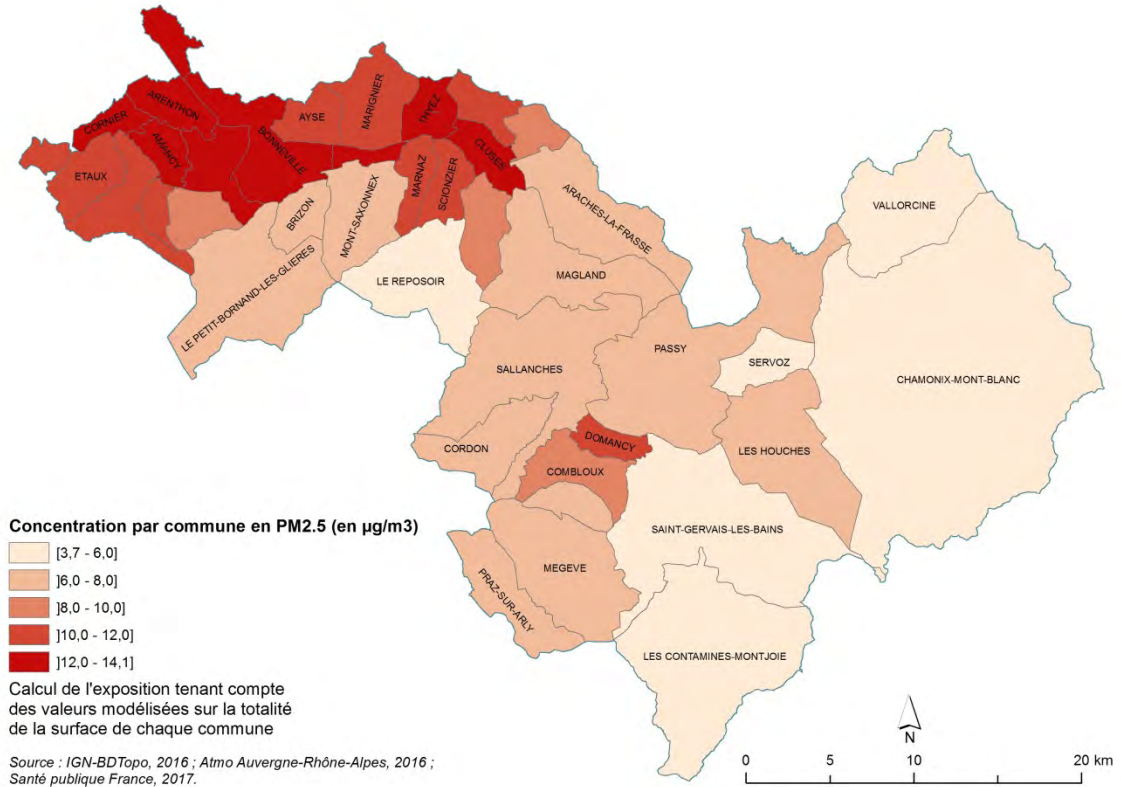 ARENTHON
CORNIER
AMANCY
ETAUX
BONNEVILLE
AYSE
MARIGNIER
THYEZ
CLUSES
MARNAZ
SCIONZIER
BRIZON
MONT-SAXONNEX
LE PETIT-BORNAND-LES-GLIERES
LE REPOSOIR
ARACHES-LA-FRASSE
MAGLAND
VALLORCINE
SALLANCHES
PASSY
SERVOZ
CHAMONIX-MONT-BLANC
DOMANCY
CORDON
COMBLOUX
LES HOUCHES
SAINT-GERVAIS-LES-BAINS
MEGEVE
PRAZ-SUR-ARLY
LES CONTAMINES-MONTJOIE
Concentration par commune en PM2.5 (en µg/m3)
[3,7 - 6,0]
]6,0 - 8,0]
]8,0 - 10,0]
]10,0 - 12,0]
]12,0 - 14,1]
Calcul de l'exposition tenant compte
des valeurs modélisées sur la totalité
de la surface de chaque commune
Source : IGN-BDTopo, 2016 ; Atmo Auvergne-Rhône-Alpes, 2016 ;
Santé publique France, 2017.
N
0 5 10 20 km